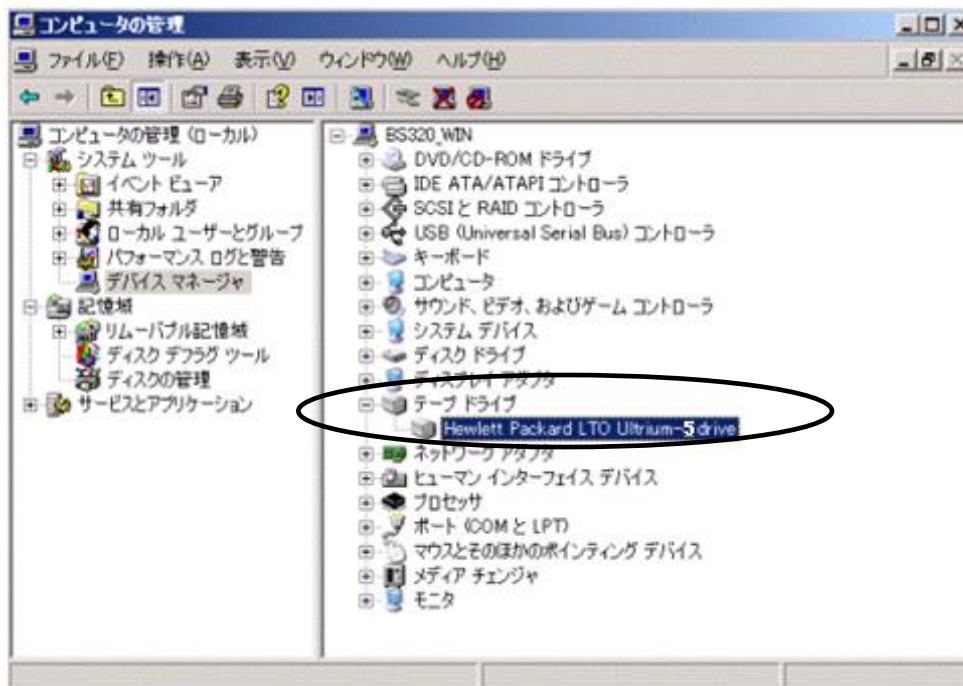 コンピュータの管理
ファイル(F) 操作(A) 表示(V) ウィンドウ(W) ヘルプ(H)
コンピュータの管理 (ローカル)
システム ツール
イベント ビューア
共有フォルダ
ローカル ユーザーとグループ
パフォーマンス ログと警告
デバイス マネージャ
記憶域
リムーバブル記憶域
ディスク デフラグ ツール
ディスクの管理
サービスとアプリケーション
BS320_WIN
DVD/CD-ROM ドライブ
IDE ATA/ATAPI コントローラ
SCSI と RAID コントローラ
USB (Universal Serial Bus) コントローラ
キーボード
コンピュータ
サウンド、ビデオ、およびゲーム コントローラ
システム デバイス
ディスク ドライブ
ディスプレイ アダプタ
テープ ドライブ
Hewlett Packard LTO Ultrium-5 drive
ネットワーク アダプタ
ヒューマン インターフェイス デバイス
プロセッサ
ポート (COM と LPT)
マウスとそのほかのポインティング デバイス
メディア チェンジャ
モニタ